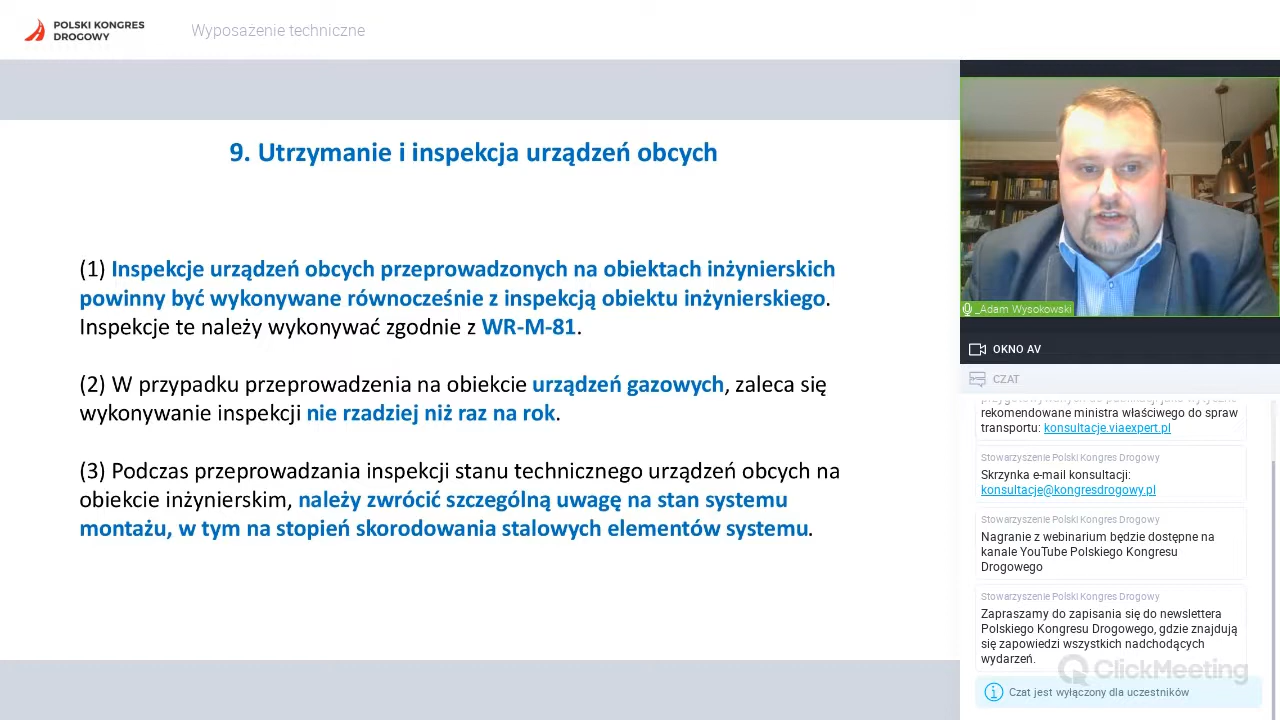 POLSKI KONGRES
DROGOWY
Wyposażenie techniczne
9. Utrzymanie i inspekcja urządzeń obcych
(1) Inspekcje urządzeń obcych przeprowadzonych na obiektach inżynierskich
powinny być wykonywane równocześnie z inspekcją obiektu inżynierskiego.
Inspekcje te należy wykonywać zgodnie z WR-M-81.
(2) W przypadku przeprowadzenia na obiekcie urządzeń gazowych, zaleca się
wykonywanie inspekcji nie rzadziej niż raz na rok.
(3) Podczas przeprowadzania inspekcji stanu technicznego urządzeń obcych na
obiekcie inżynierskim, należy zwrócić szczególną uwagę na stan systemu
montażu, w tym na stopień skorodowania stalowych elementów systemu.
_Adam Wysokowski
OKNO AV
CZAT
rekomendowane ministra właściwego do spraw
transportu: konsultacje.viaexpert.pl
Stowarzyszenie Polski Kongres Drogowy
Skrzynka e-mail konsultacji:
konsultacje@kongresdrogowy.pl
Stowarzyszenie Polski Kongres Drogowy
Nagranie z webinarium będzie dostępne na
kanale YouTube Polskiego Kongresu
Drogowego
Stowarzyszenie Polski Kongres Drogowy
Zapraszamy do zapisania się do newslettera
Polskiego Kongresu Drogowego, gdzie znajdują
się zapowiedzi wszystkich nadchodzących
wydarzeń.
ClickMeeting
Czat jest wyłączony dla uczestników